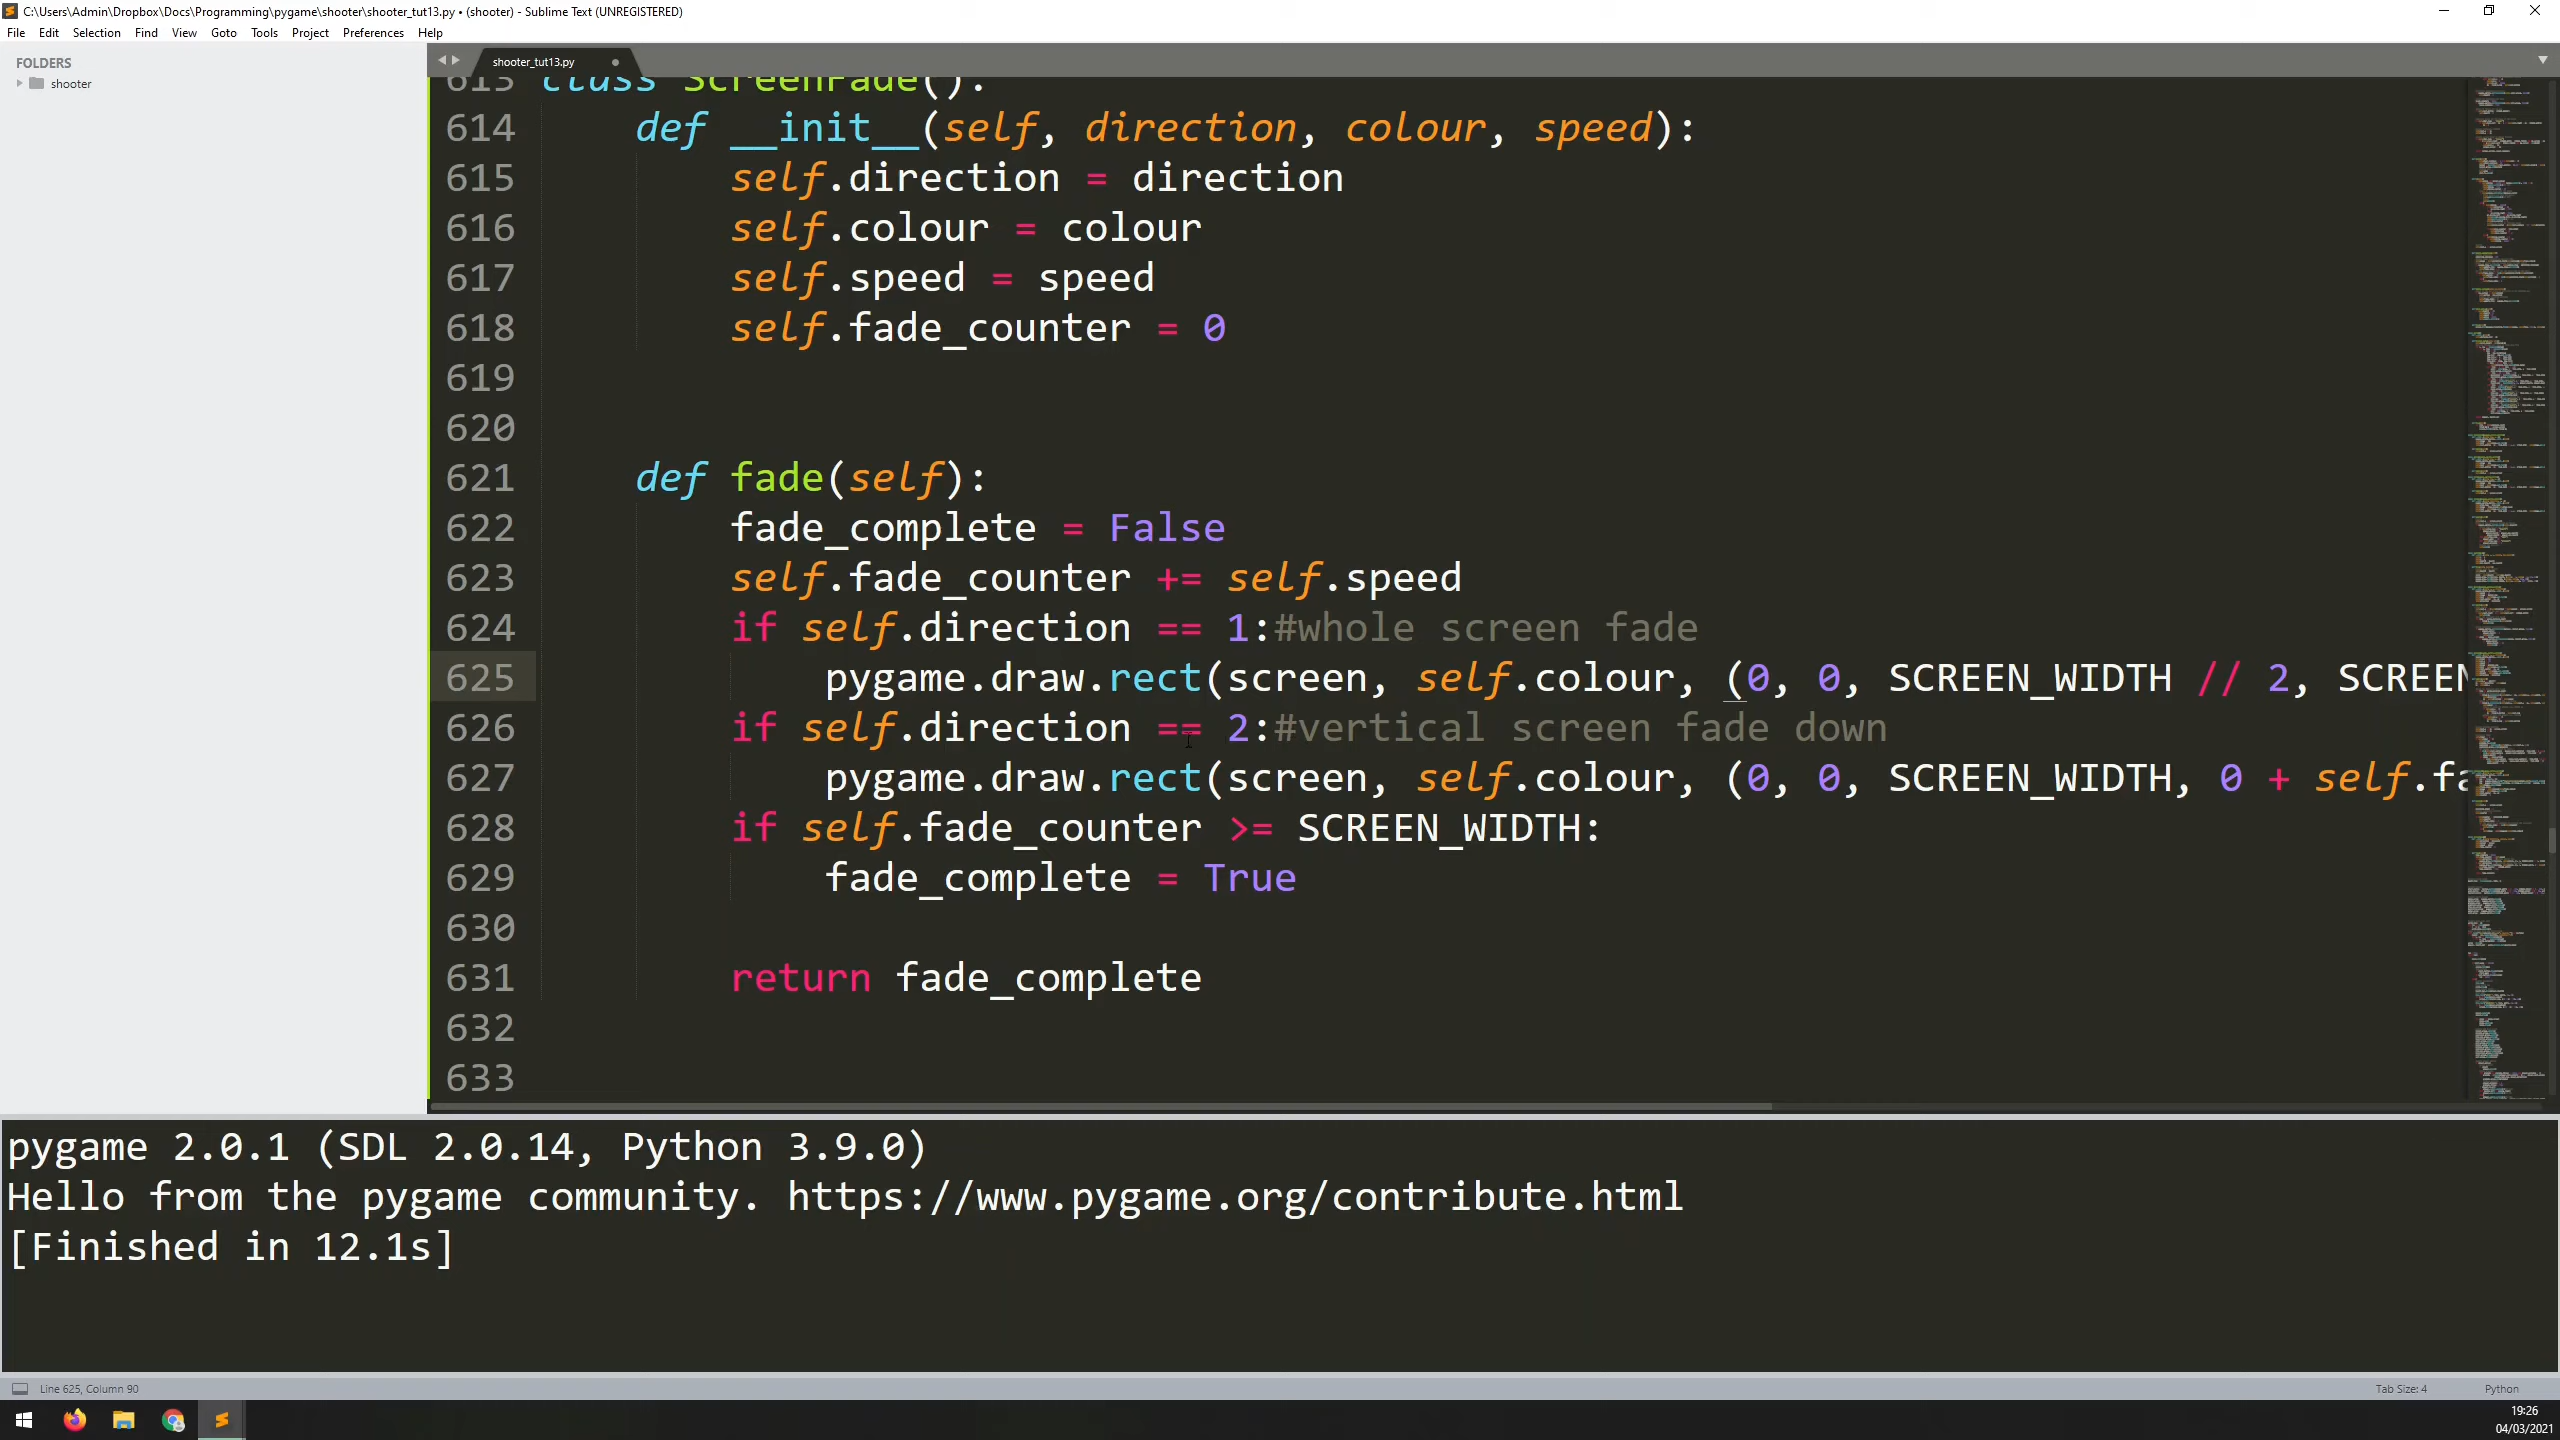 C:\Users\Admin\Dropbox\Docs\Programming\pygame\shooter\shooter_tut13.py • (shooter) - Sublime Text (UNREGISTERED)
File Edit Selection Find View Goto Tools Project Preferences Help
FOLDERS
shooter
shooter_tut13.py
613 class ScreenFade():
614     def __init__(self, direction, colour, speed):
615         self.direction = direction
616         self.colour = colour
617         self.speed = speed
618         self.fade_counter = 0
619
620
621     def fade(self):
622         fade_complete = False
623         self.fade_counter += self.speed
624         if self.direction == 1:#whole screen fade
625             pygame.draw.rect(screen, self.colour, (0, 0, SCREEN_WIDTH // 2, SCREEN
626         if self.direction == 2:#vertical screen fade down
627             pygame.draw.rect(screen, self.colour, (0, 0, SCREEN_WIDTH, 0 + self.fa
628         if self.fade_counter >= SCREEN_WIDTH:
629             fade_complete = True
630
631         return fade_complete
632
633
pygame 2.0.1 (SDL 2.0.14, Python 3.9.0)
Hello from the pygame community. https://www.pygame.org/contribute.html
[Finished in 12.1s]
Line 625, Column 90
Tab Size: 4
Python
19:26
04/03/2021